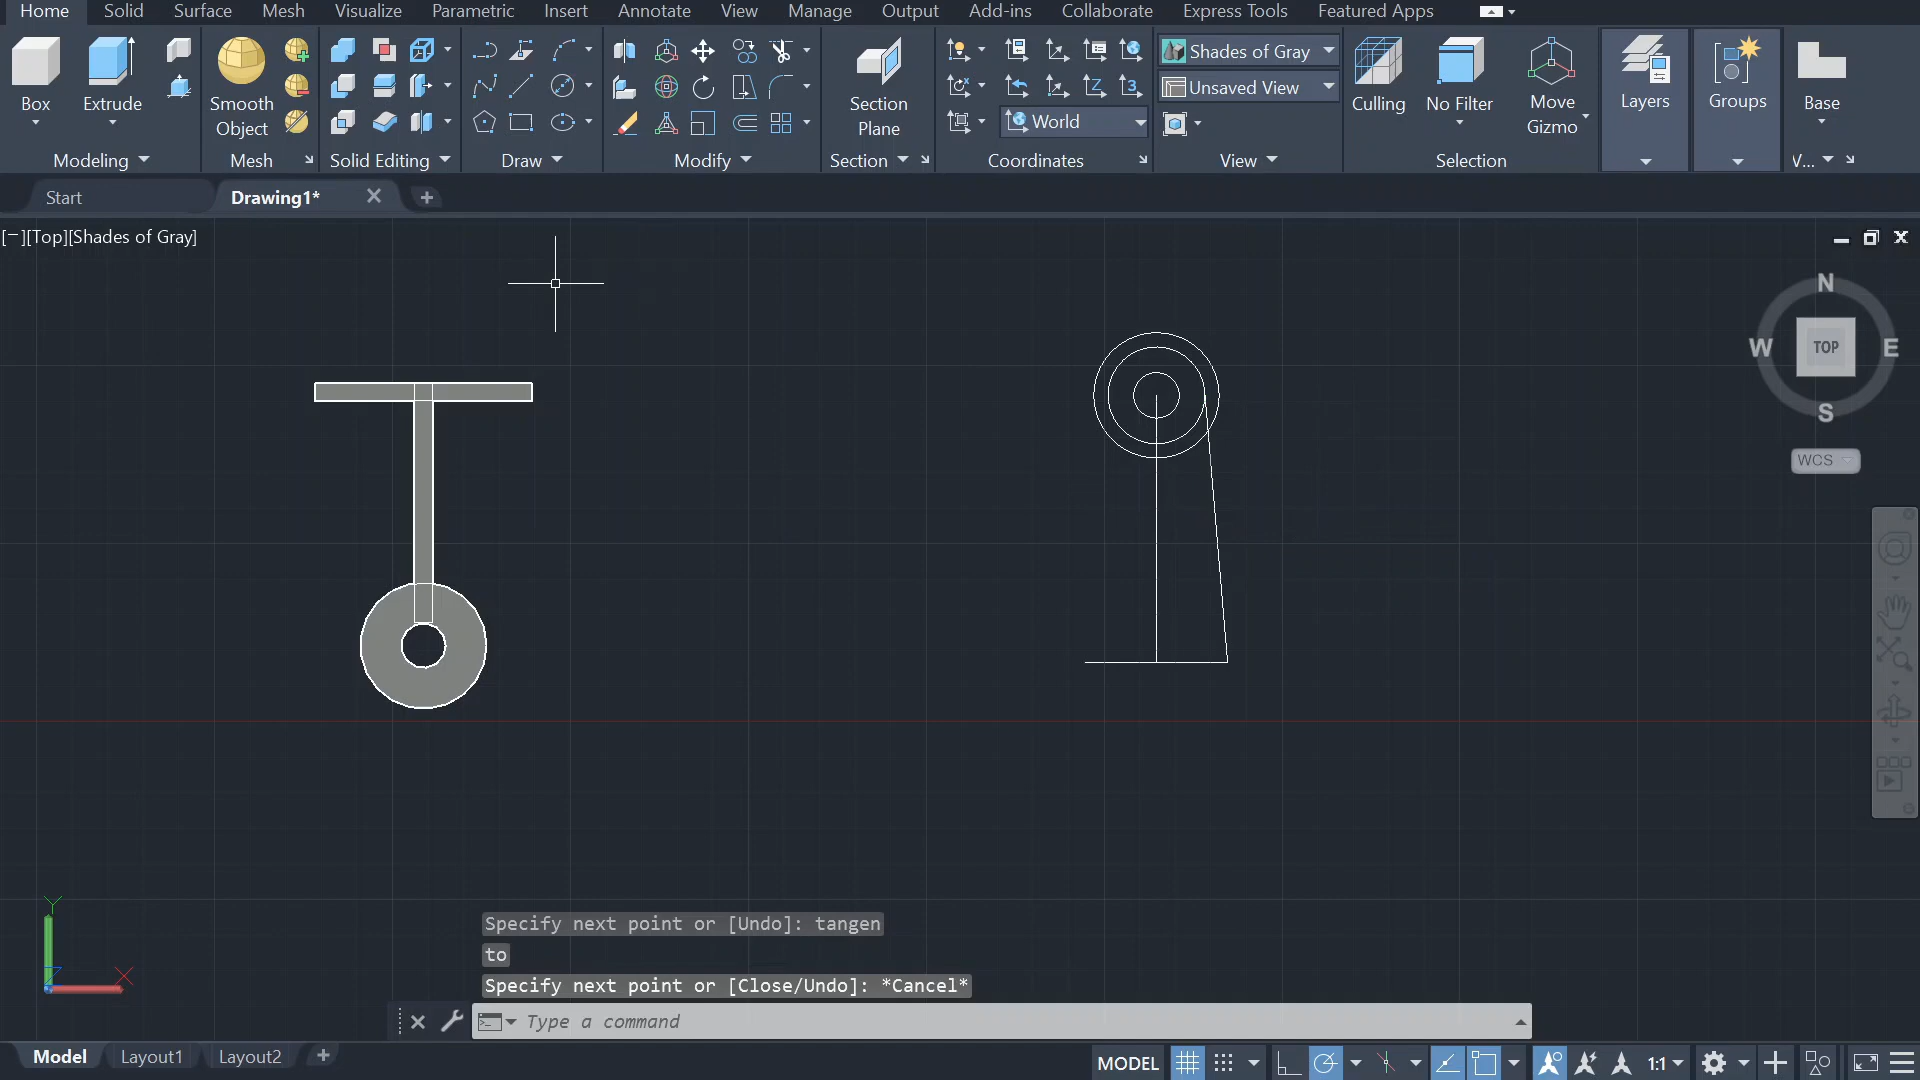 Home Solid Surface Mesh Visualize Parametric Insert Annotate View Manage Output Add-ins Collaborate Express Tools Featured Apps
Shades of Gray
Unsaved View
World
Box Extrude Smooth Object Section Plane Culling No Filter Move Gizmo Layers Groups Base
Modeling Mesh Solid Editing Draw Modify Section Coordinates View Selection V...
Start Drawing1*
[−][Top][Shades of Gray]
N
W TOP E
S
WCS
Y
X
Specify next point or [Undo]: tangen
to
Specify next point or [Close/Undo]: *Cancel*
Type a command
Model Layout1 Layout2 MODEL 1:1